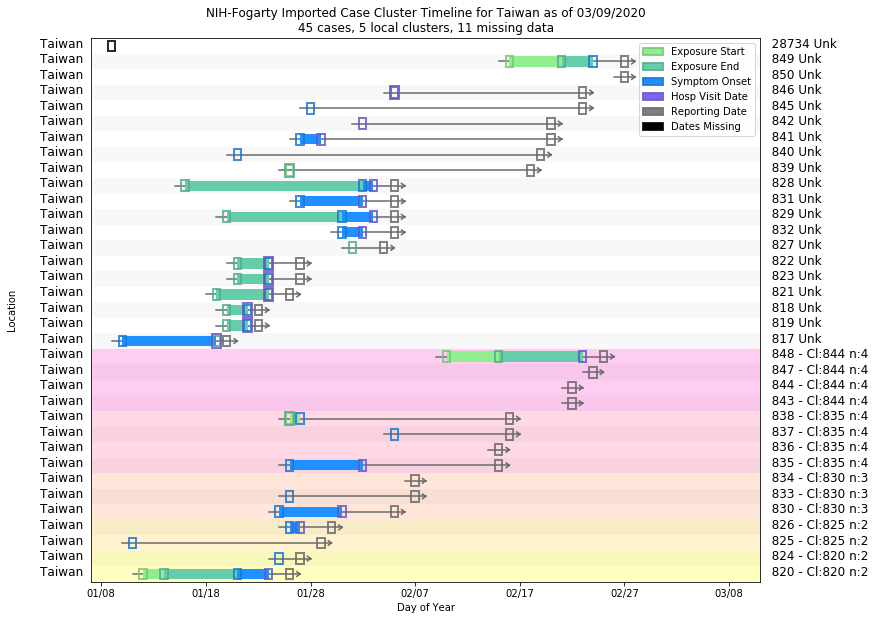 NIH-Fogarty Imported Case Cluster Timeline for Taiwan as of 03/09/2020
45 cases, 5 local clusters, 11 missing data
Taiwan 28734 Unk
Taiwan 849 Unk
Taiwan 850 Unk
Taiwan 846 Unk
Taiwan 845 Unk
Taiwan 842 Unk
Taiwan 841 Unk
Taiwan 840 Unk
Taiwan 839 Unk
Taiwan 828 Unk
Taiwan 831 Unk
Taiwan 829 Unk
Taiwan 832 Unk
Taiwan 827 Unk
Taiwan 822 Unk
Taiwan 823 Unk
Taiwan 821 Unk
Taiwan 818 Unk
Taiwan 819 Unk
Taiwan 817 Unk
Taiwan 848 - Cl:844 n:4
Taiwan 847 - Cl:844 n:4
Taiwan 844 - Cl:844 n:4
Taiwan 843 - Cl:844 n:4
Taiwan 838 - Cl:835 n:4
Taiwan 837 - Cl:835 n:4
Taiwan 836 - Cl:835 n:4
Taiwan 835 - Cl:835 n:4
Taiwan 834 - Cl:830 n:3
Taiwan 833 - Cl:830 n:3
Taiwan 830 - Cl:830 n:3
Taiwan 826 - Cl:825 n:2
Taiwan 825 - Cl:825 n:2
Taiwan 824 - Cl:820 n:2
Taiwan 820 - Cl:820 n:2
Exposure Start
Exposure End
Symptom Onset
Hosp Visit Date
Reporting Date
Dates Missing
Location
01/08 01/18 01/28 02/07 02/17 02/27 03/08
Day of Year